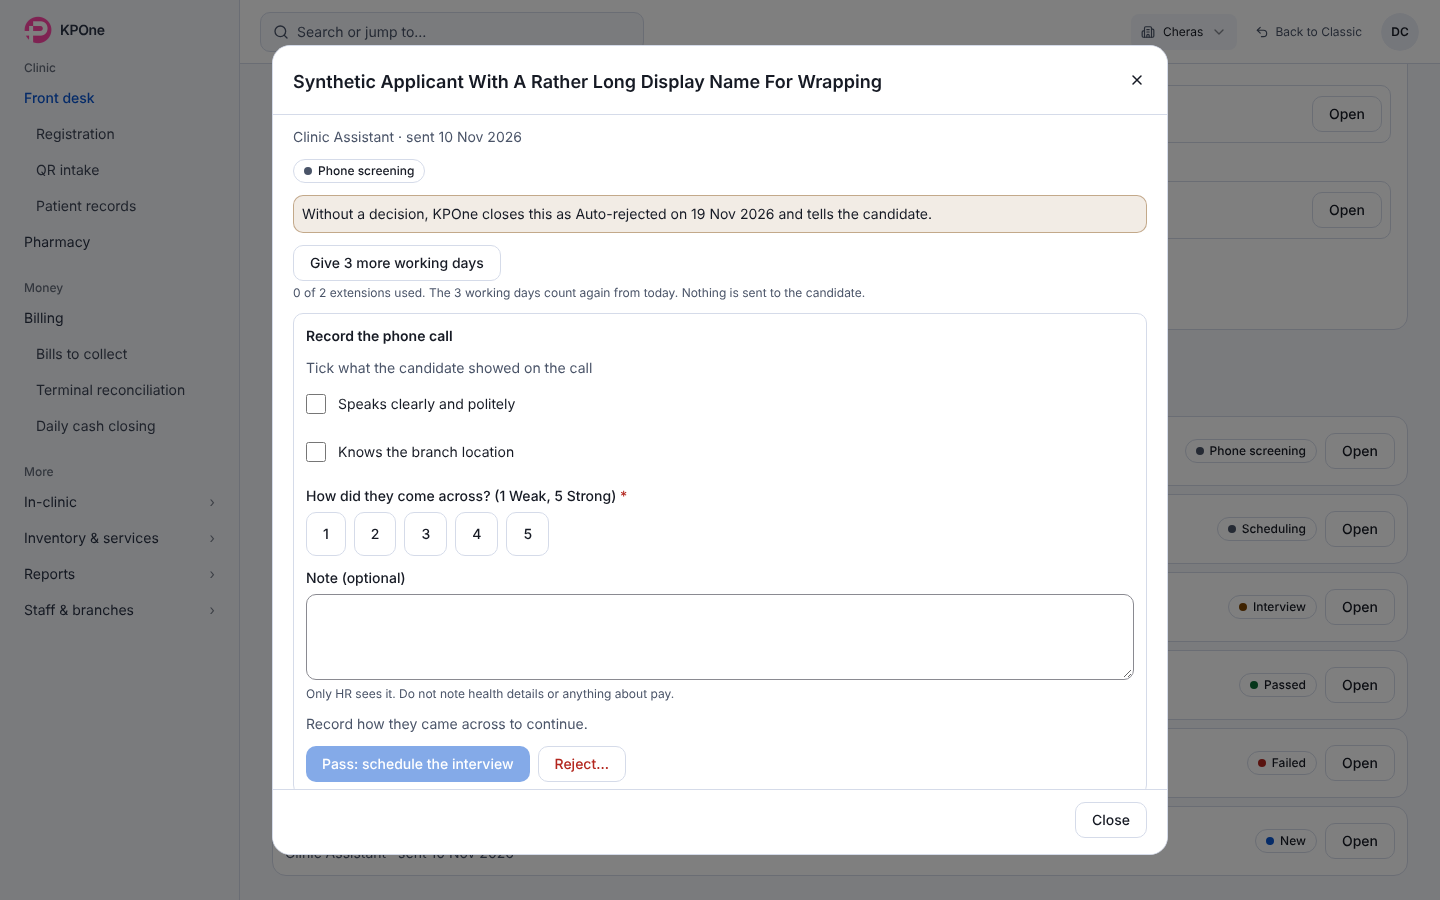 KPOne
Search or jump to...
Cheras
Back to Classic
DC
Clinic
Front desk
Registration
QR intake
Patient records
Pharmacy
Money
Billing
Bills to collect
Terminal reconciliation
Daily cash closing
More
In-clinic
Inventory & services
Reports
Staff & branches
Synthetic Applicant With A Rather Long Display Name For Wrapping
Clinic Assistant · sent 10 Nov 2026
Phone screening
Without a decision, KPOne closes this as Auto-rejected on 19 Nov 2026 and tells the candidate.
Give 3 more working days
0 of 2 extensions used. The 3 working days count again from today. Nothing is sent to the candidate.
Record the phone call
Tick what the candidate showed on the call
Speaks clearly and politely
Knows the branch location
How did they come across? (1 Weak, 5 Strong) *
1 2 3 4 5
Note (optional)
Only HR sees it. Do not note health details or anything about pay.
Record how they came across to continue.
Pass: schedule the interview
Reject...
Close
Open
Open
Phone screening Open
Scheduling Open
Interview Open
Passed Open
Failed Open
New Open
Clinic Assistant · sent 10 Nov 2026